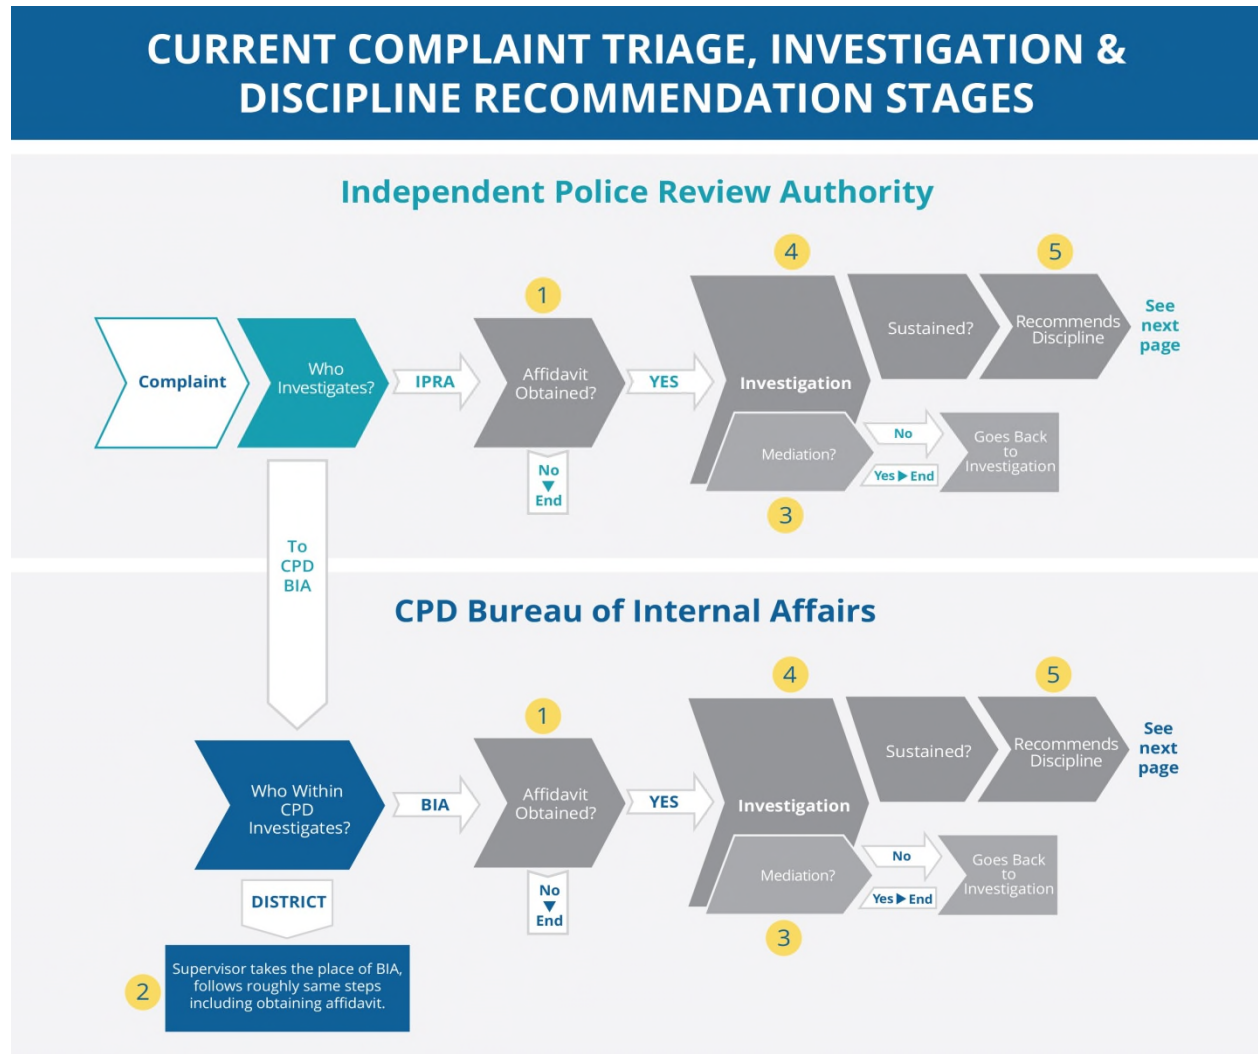 CURRENT COMPLAINT TRIAGE, INVESTIGATION &
DISCIPLINE RECOMMENDATION STAGES
Independent Police Review Authority
Complaint
Who
Investigates?
IPRA
1
Affidavit
Obtained?
No
▼
End
YES
4
Investigation
Mediation?
3
No
Yes ▶ End
Goes Back
to
Investigation
Sustained?
5
Recommends
Discipline
See
next
page
To
CPD
BIA
CPD Bureau of Internal Affairs
Who Within
CPD
Investigates?
BIA
1
Affidavit
Obtained?
No
▼
End
YES
4
Investigation
Mediation?
3
No
Yes ▶ End
Goes Back
to
Investigation
Sustained?
5
Recommends
Discipline
See
next
page
DISTRICT
2
Supervisor takes the place of BIA,
follows roughly same steps
including obtaining affidavit.